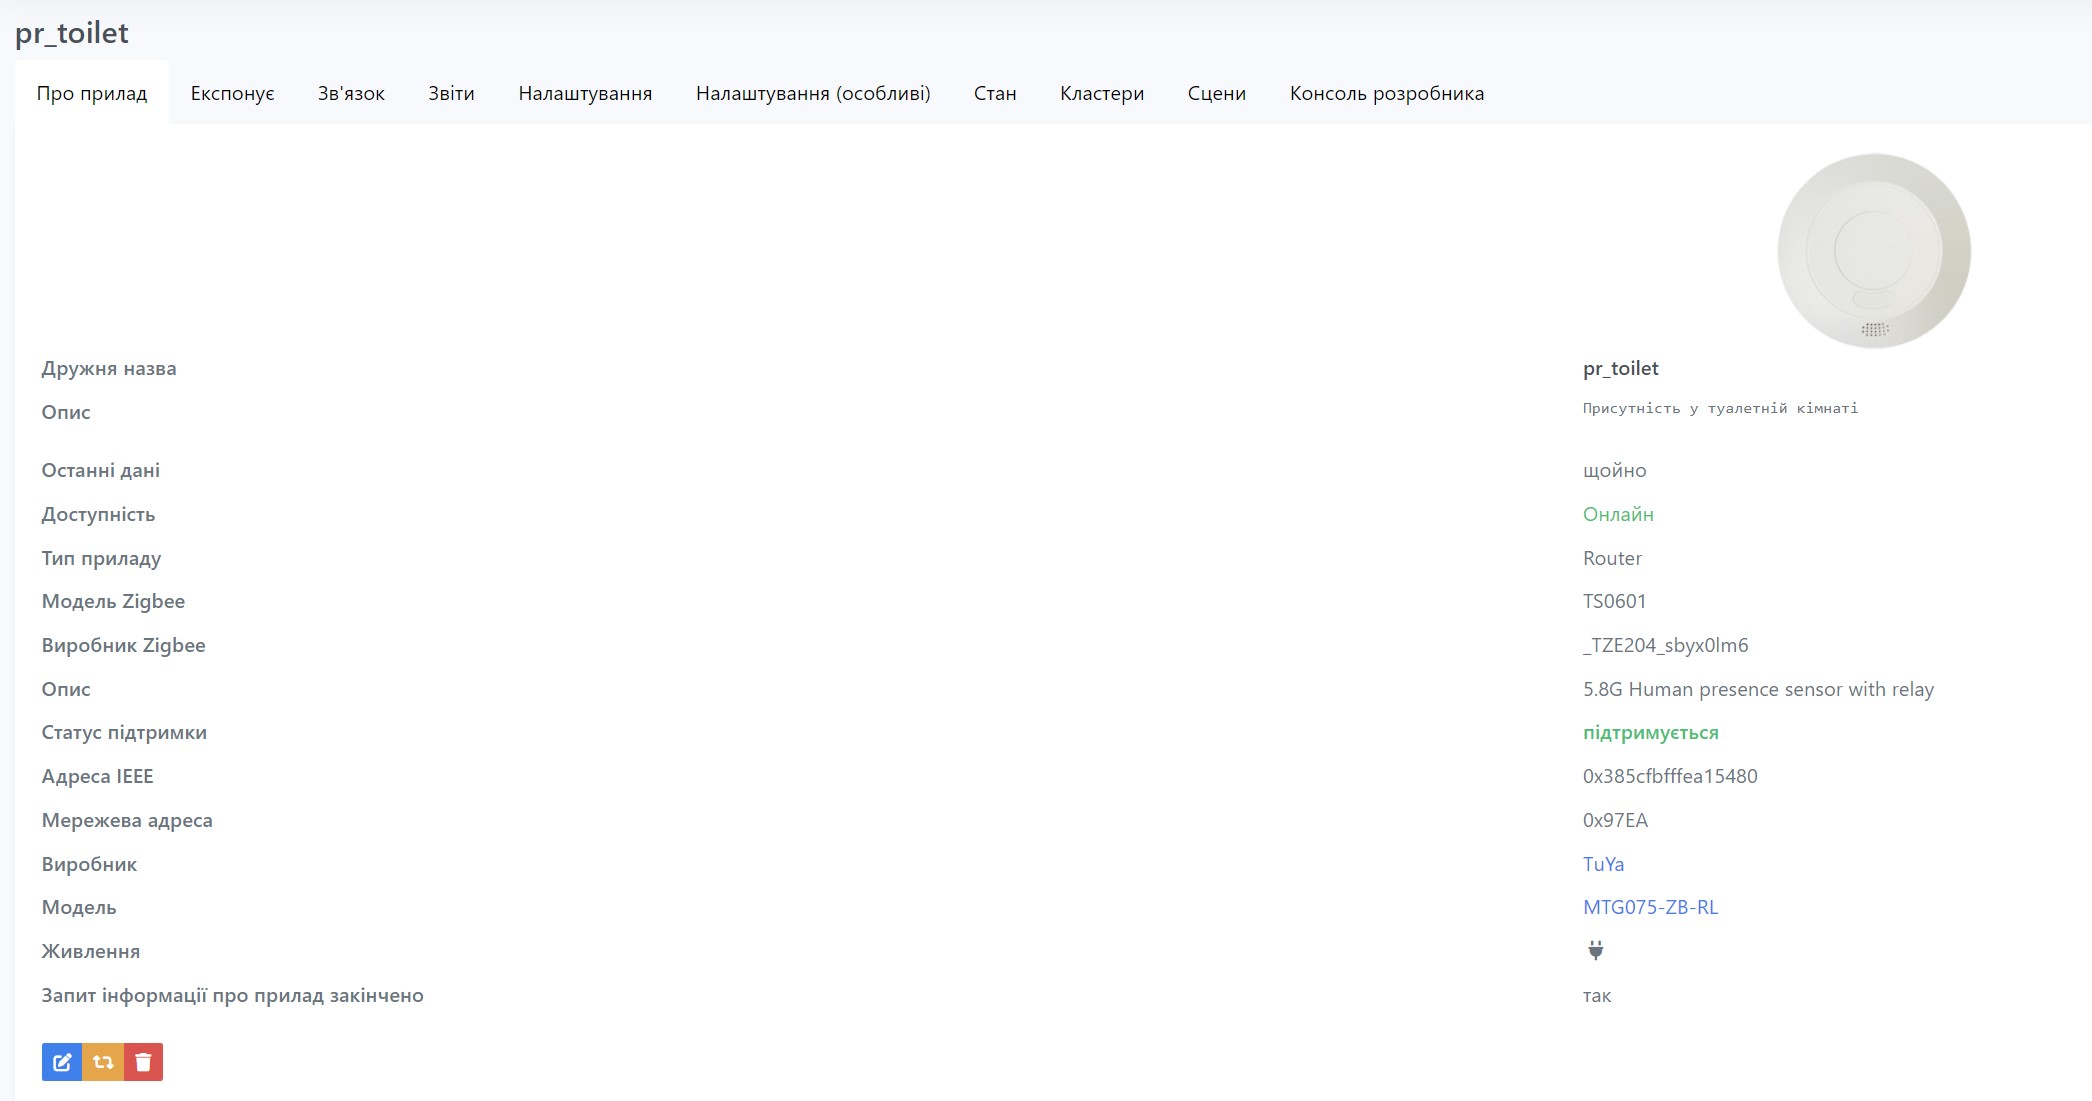 pr_toilet
Про прилад Експонує Зв'язок Звіти Налаштування Налаштування (особливі) Стан Кластери Сцени Консоль розробника
Дружня назва pr_toilet
Опис Присутність у туалетній кімнаті
Останні дані щойно
Доступність Онлайн
Тип приладу Router
Модель Zigbee TS0601
Виробник Zigbee _TZE204_sbyx0lm6
Опис 5.8G Human presence sensor with relay
Статус підтримки підтримується
Адреса IEEE 0x385cfbfffea15480
Мережева адреса 0x97EA
Виробник TuYa
Модель MTG075-ZB-RL
Живлення
Запит інформації про прилад закінчено так